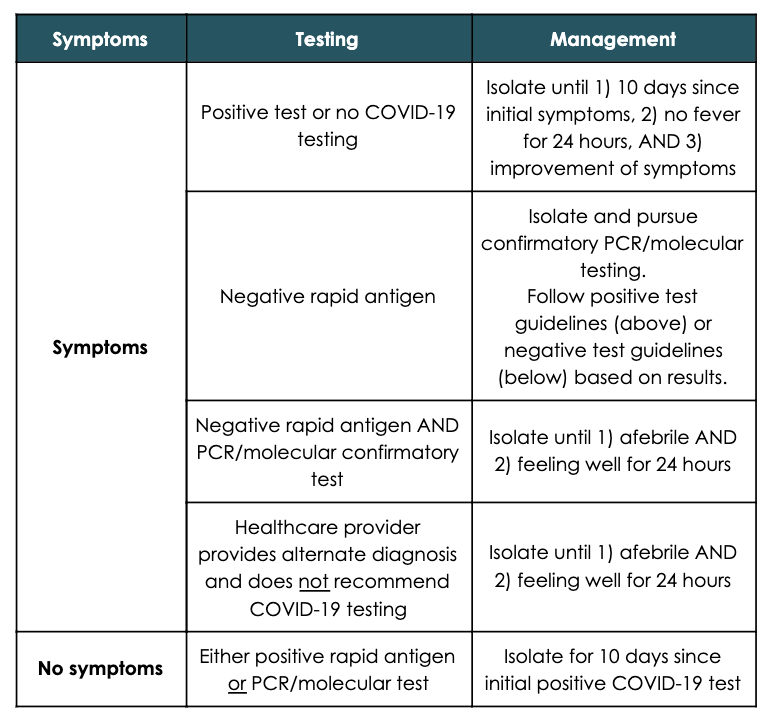 Symptoms
Testing
Management
Symptoms
Positive test or no COVID-19
testing
Isolate until 1) 10 days since
initial symptoms, 2) no fever
for 24 hours, AND 3)
improvement of symptoms
Negative rapid antigen
Isolate and pursue
confirmatory PCR/molecular
testing.
Follow positive test
guidelines (above) or
negative test guidelines
(below) based on results.
Negative rapid antigen AND
PCR/molecular confirmatory
test
Isolate until 1) afebrile AND
2) feeling well for 24 hours
Healthcare provider
provides alternate diagnosis
and does not recommend
COVID-19 testing
Isolate until 1) afebrile AND
2) feeling well for 24 hours
No symptoms
Either positive rapid antigen
or PCR/molecular test
Isolate for 10 days since
initial positive COVID-19 test